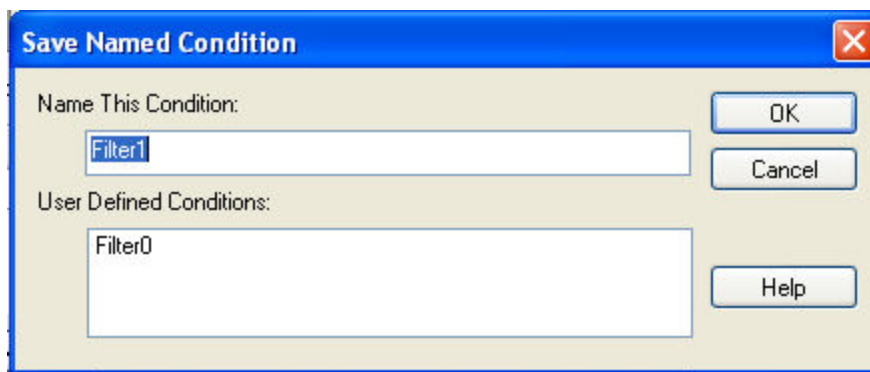 Save Named Condition
Name This Condition:
OK
Filter1
Cancel
User Defined Conditions:
Filter0
Help